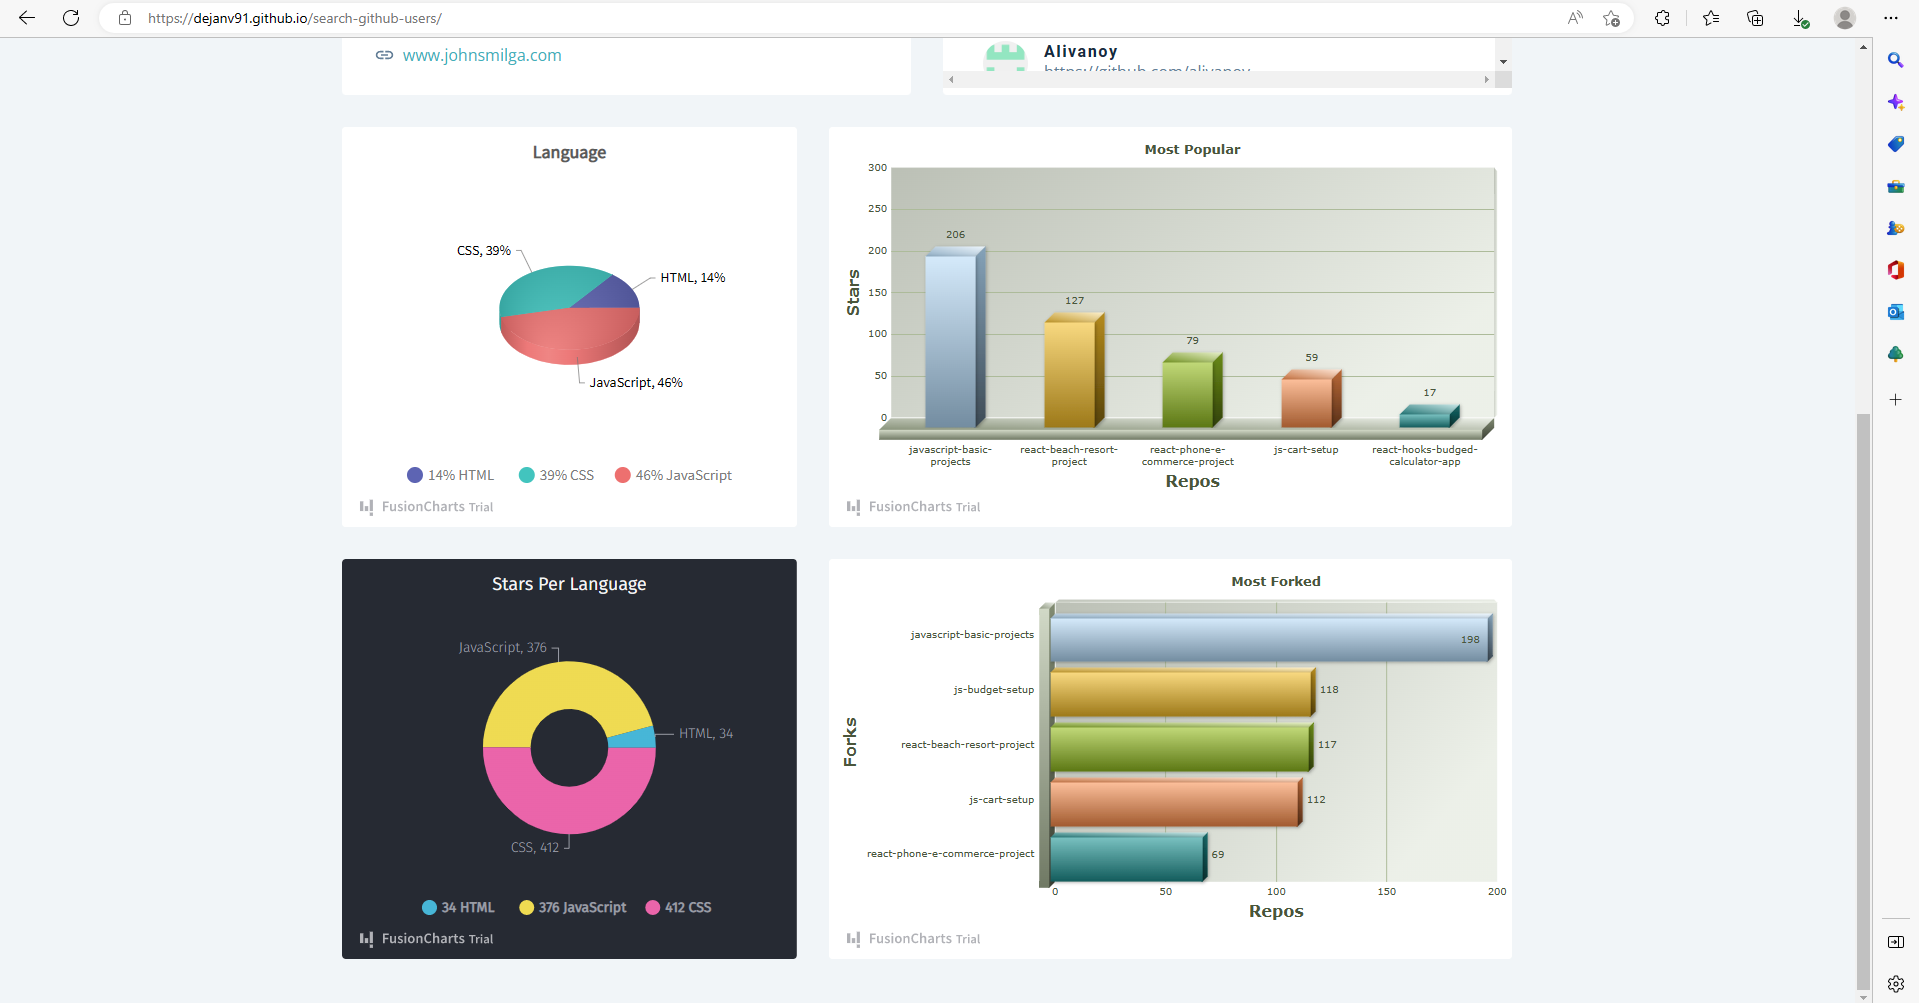 https://dejanv91.github.io/search-github-users/
www.johnsmilga.com
Alivanoy
https://github.com/alivanoy
Language
CSS, 39%
HTML, 14%
JavaScript, 46%
14% HTML
39% CSS
46% JavaScript
FusionCharts Trial
Most Popular
Stars
300
250
200
150
100
50
0
206
127
79
59
17
javascript-basic-
projects
react-beach-resort-
project
react-phone-e-
commerce-project
js-cart-setup
react-hooks-budged-
calculator-app
Repos
FusionCharts Trial
Stars Per Language
JavaScript, 376
HTML, 34
CSS, 412
34 HTML
376 JavaScript
412 CSS
FusionCharts Trial
Most Forked
Forks
javascript-basic-projects
198
js-budget-setup
118
react-beach-resort-project
117
js-cart-setup
112
react-phone-e-commerce-project
69
0
50
100
150
200
Repos
FusionCharts Trial